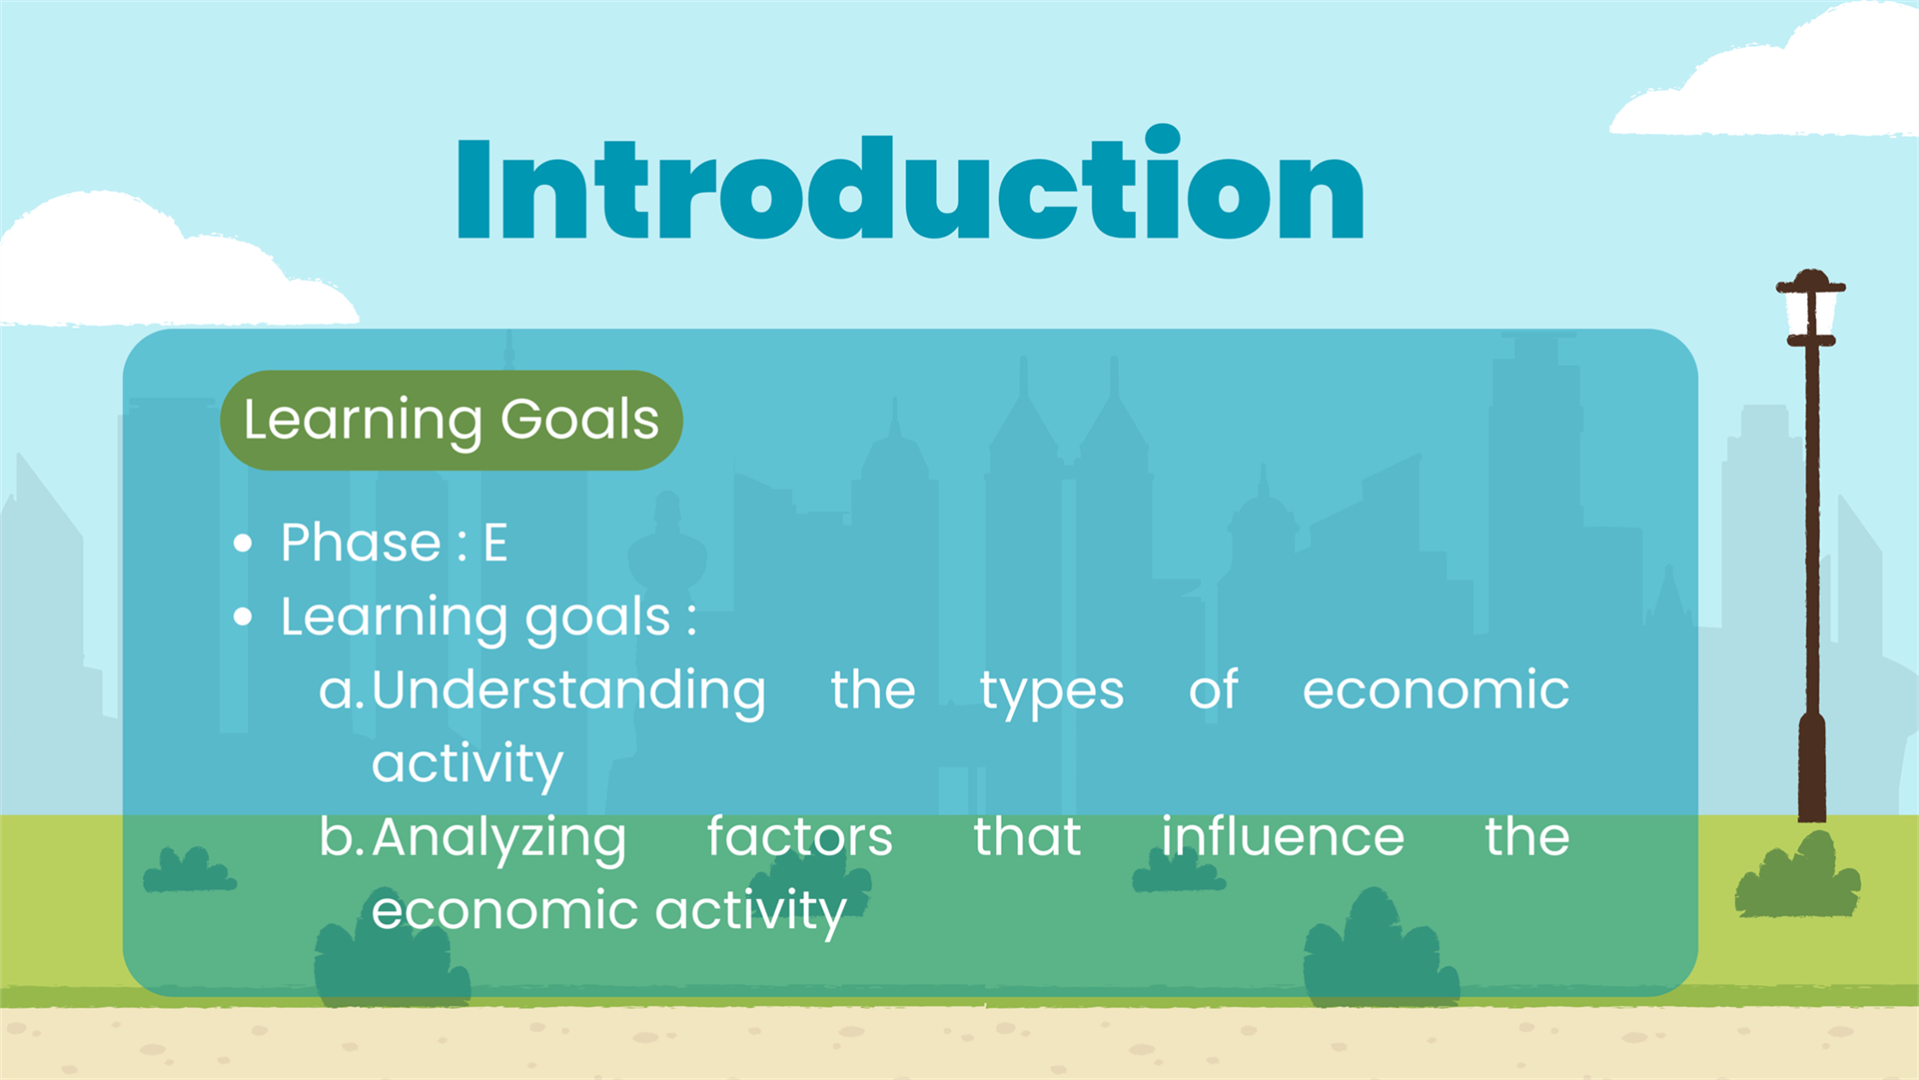 Introduction
Learning Goals
• Phase : E
• Learning goals :
a. Understanding the types of economic
activity
b. Analyzing factors that influence the
economic activity